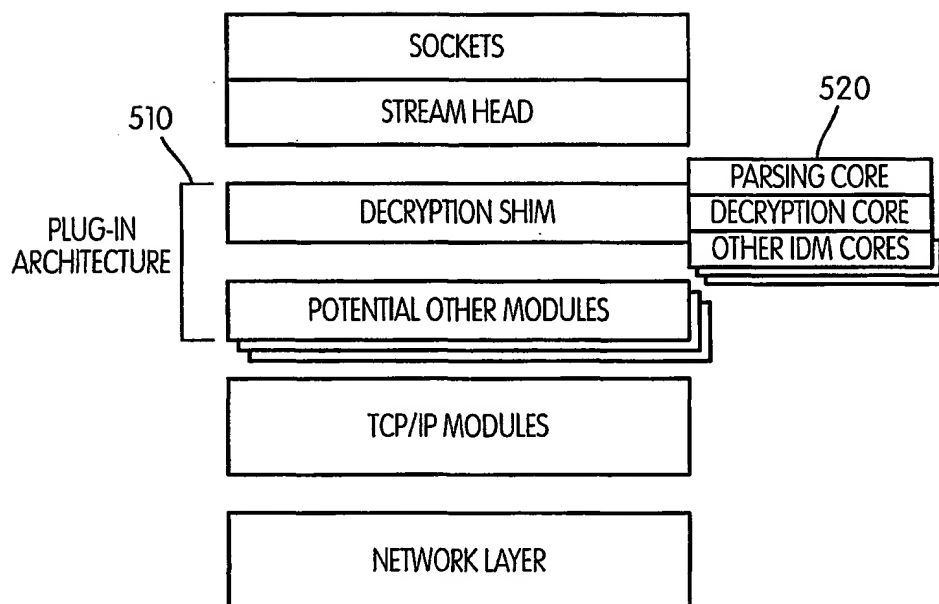 SOCKETS
STREAM HEAD
510
520
PLUG-IN
ARCHITECTURE
DECRYPTION SHIM
PARSING CORE
DECRYPTION CORE
OTHER IDM CORES
POTENTIAL OTHER MODULES
TCP/IP MODULES
NETWORK LAYER